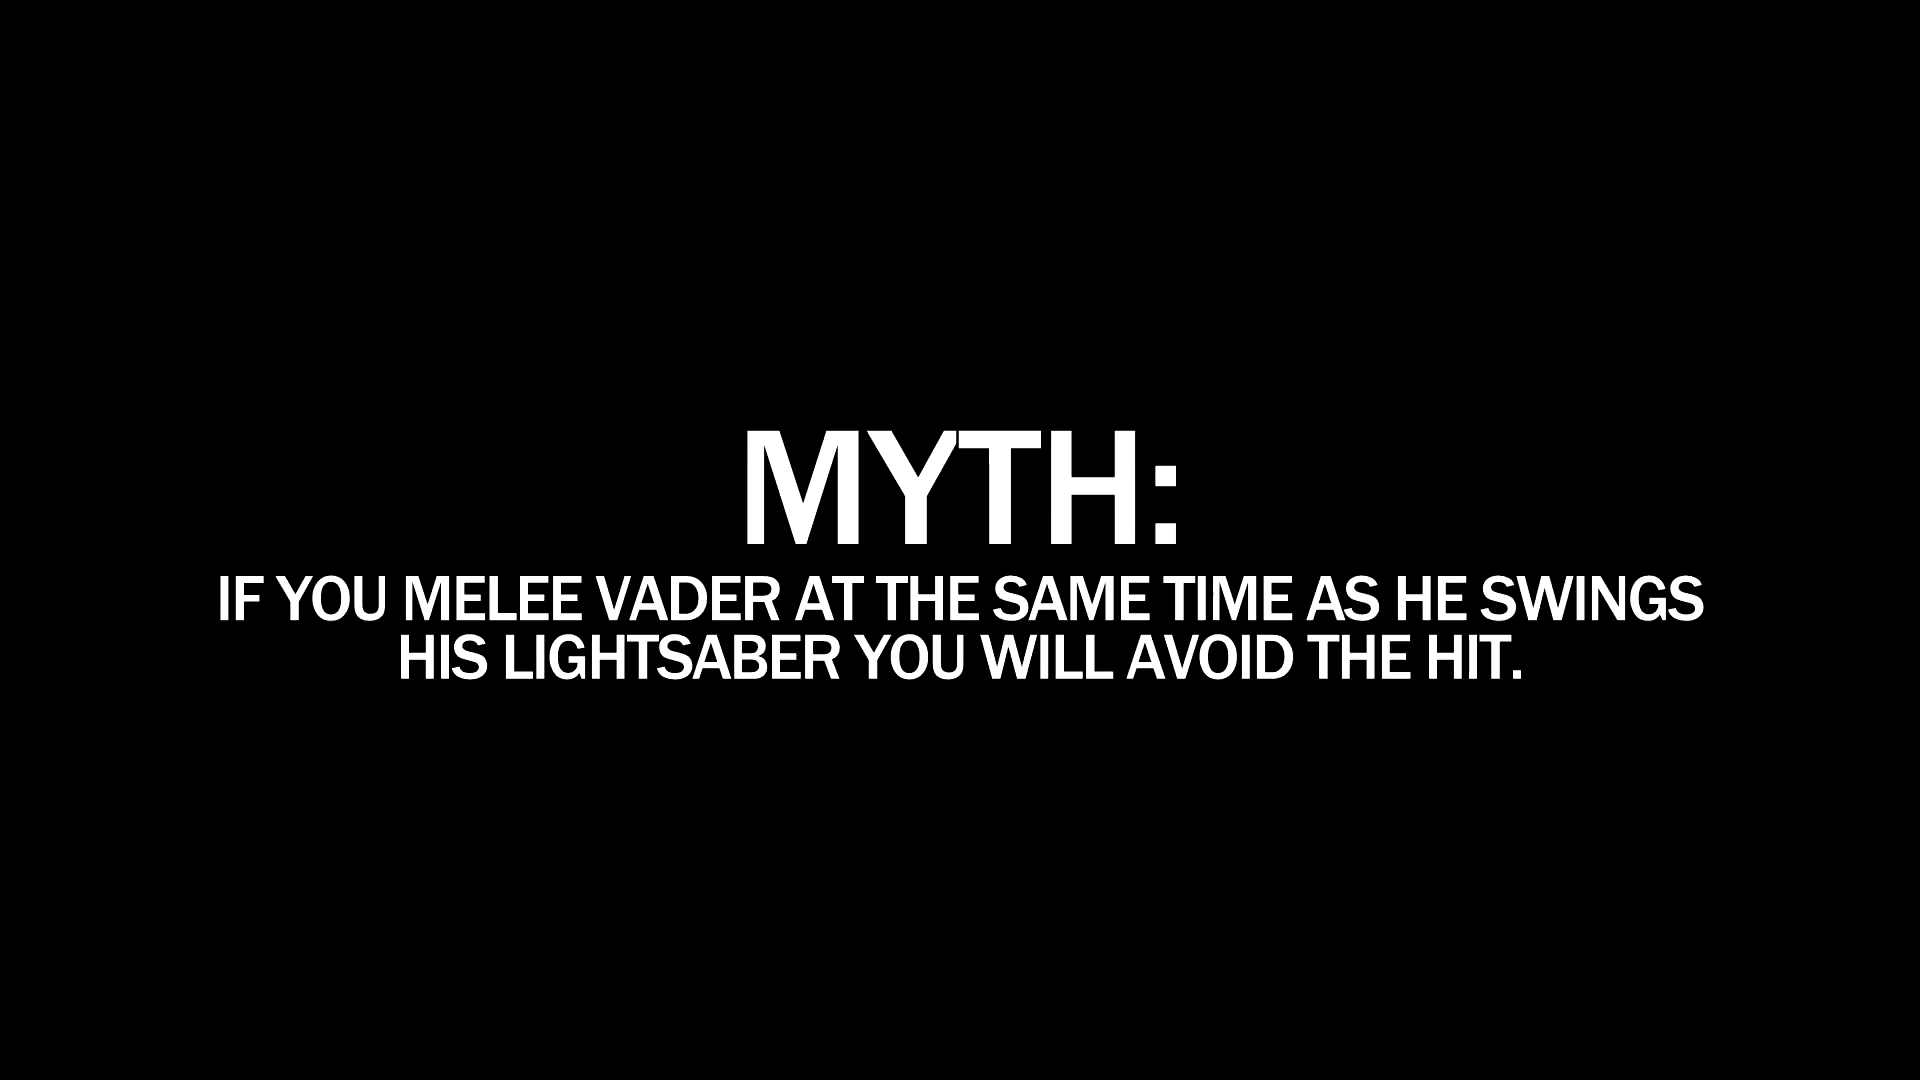 MYTH:
IF YOU MELEE VADER AT THE SAME TIME AS HE SWINGS
HIS LIGHTSABER YOU WILL AVOID THE HIT.